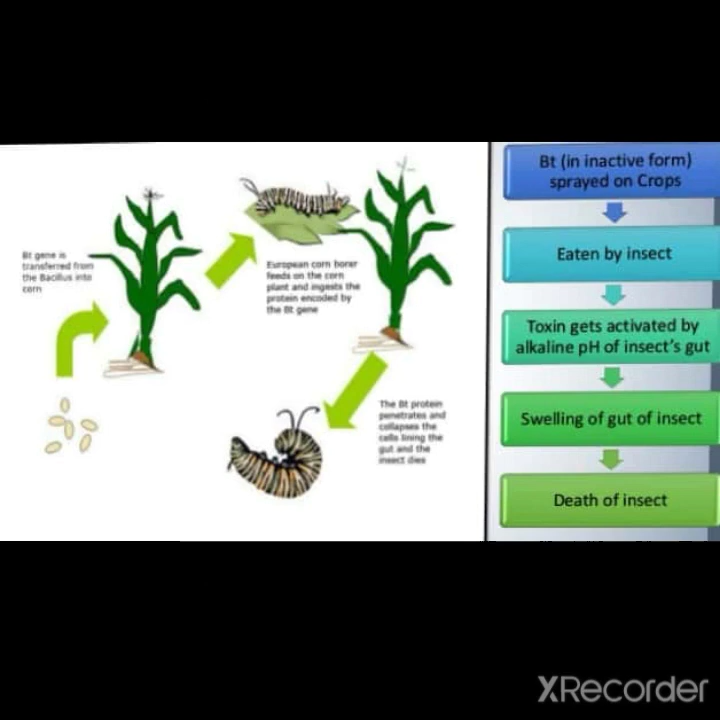 Bt gene is
transferred from
the Bacillus into
corn
European corn borer
feeds on the corn
plant and ingests the
protein encoded by
the Bt gene
The Bt protein
penetrates and
collapses the
cells lining the
gut and the
insect dies
Bt (in inactive form)
sprayed on Crops
Eaten by insect
Toxin gets activated by
alkaline pH of insect's gut
Swelling of gut of insect
Death of insect
XRecorder